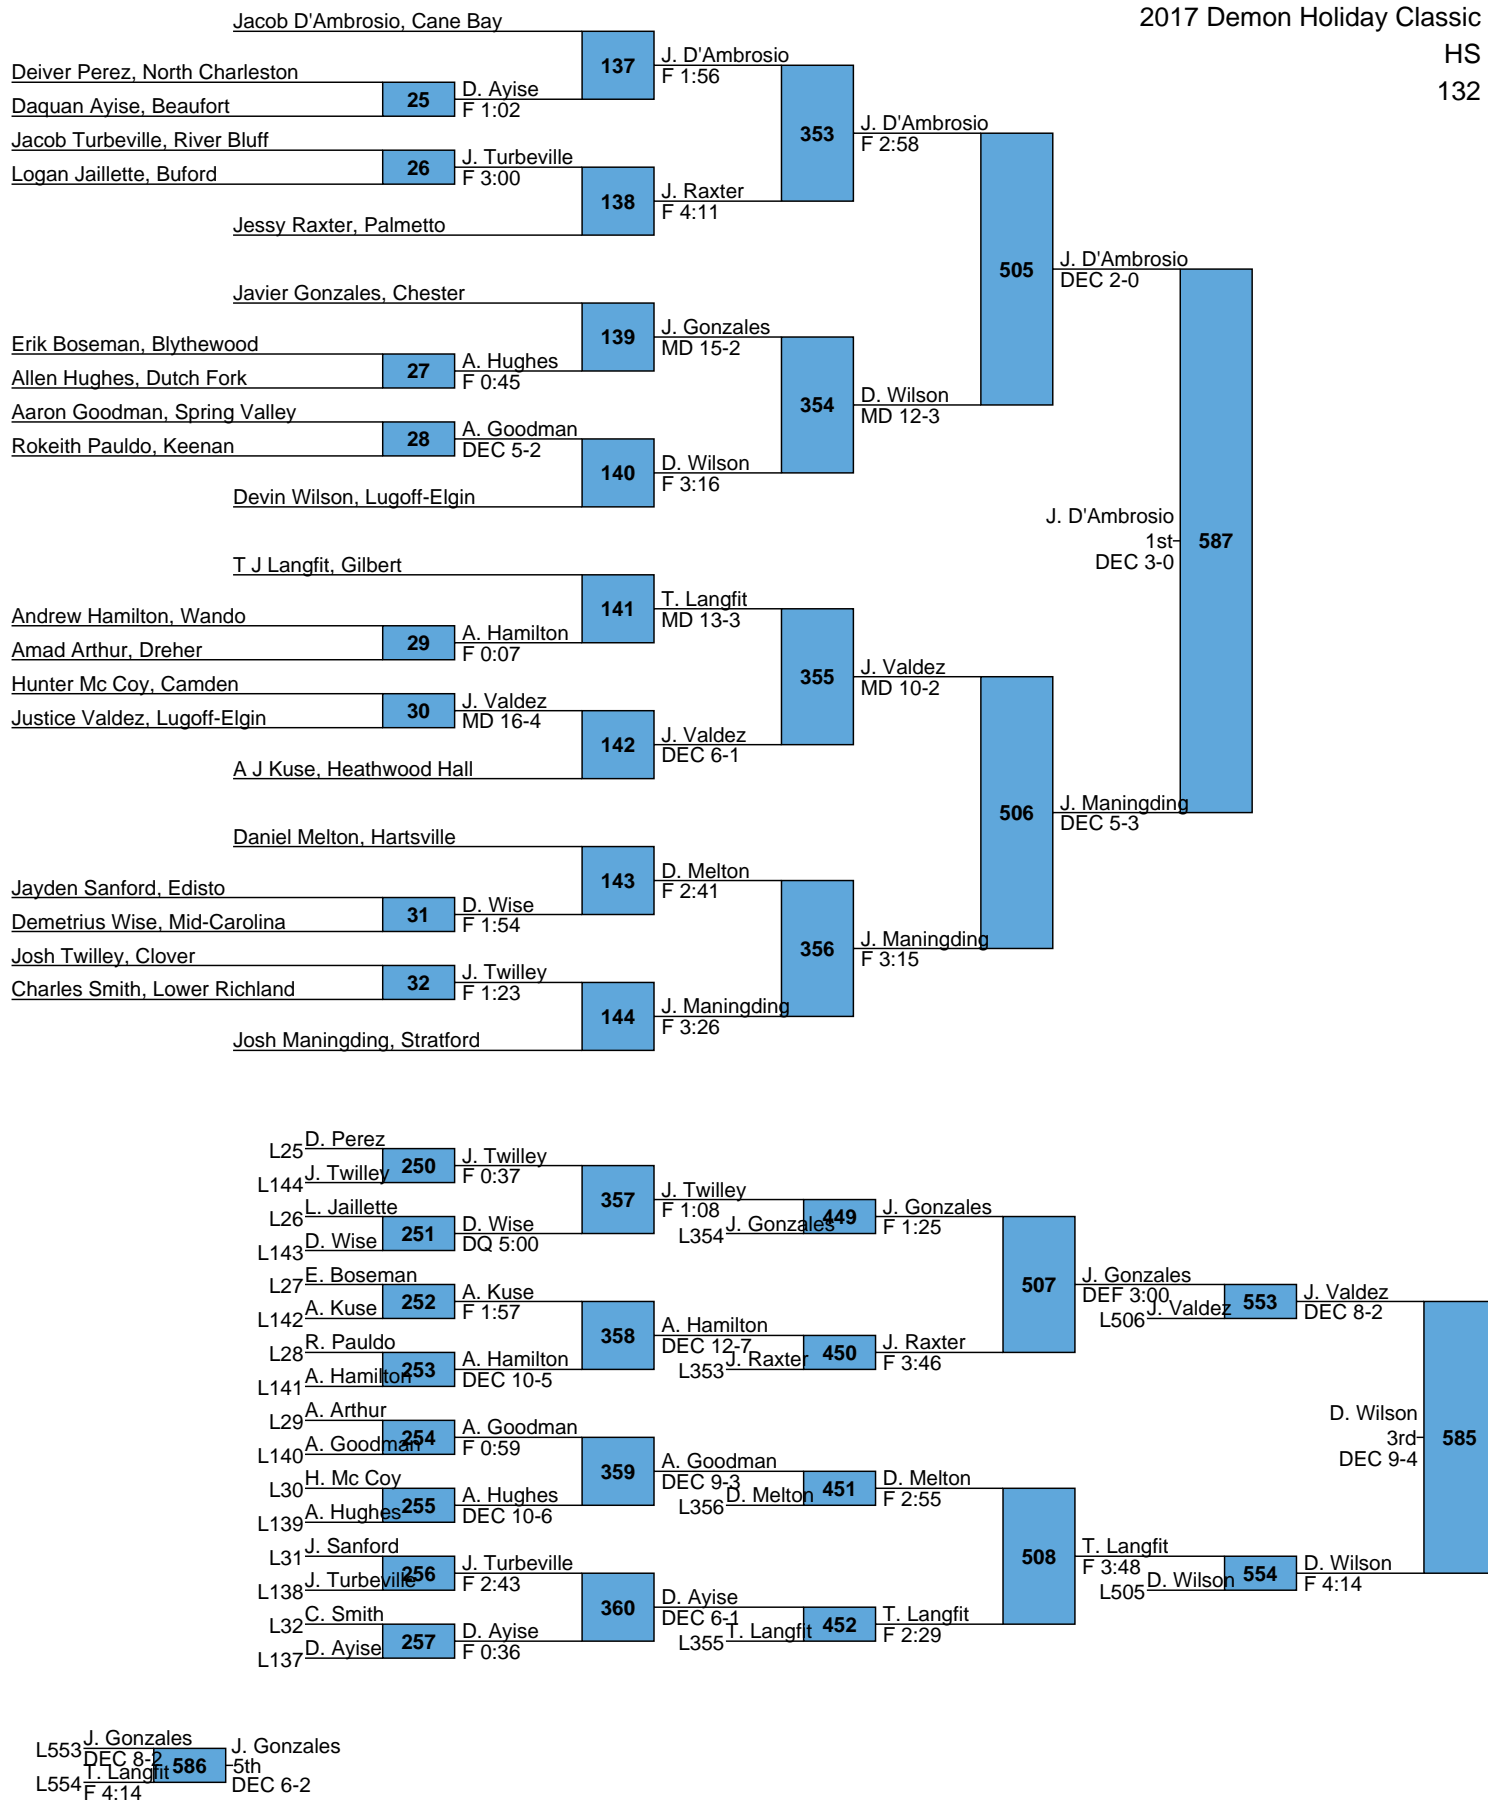 2017 Demon Holiday Classic
HS
132
Jacob D'Ambrosio, Cane Bay
Deiver Perez, North Charleston
Daquan Ayise, Beaufort
25
D. Ayise
F 1:02
137
J. D'Ambrosio
F 1:56
Jacob Turbeville, River Bluff
Logan Jaillette, Buford
26
J. Turbeville
F 3:00
138
J. Raxter
F 4:11
Jessy Raxter, Palmetto
353
J. D'Ambrosio
F 2:58
Javier Gonzales, Chester
Erik Boseman, Blythewood
Allen Hughes, Dutch Fork
27
A. Hughes
F 0:45
139
J. Gonzales
MD 15-2
Aaron Goodman, Spring Valley
Rokeith Pauldo, Keenan
28
A. Goodman
DEC 5-2
140
D. Wilson
F 3:16
Devin Wilson, Lugoff-Elgin
354
D. Wilson
MD 12-3
505
J. D'Ambrosio
DEC 2-0
T J Langfit, Gilbert
Andrew Hamilton, Wando
Amad Arthur, Dreher
29
A. Hamilton
F 0:07
141
T. Langfit
MD 13-3
Hunter Mc Coy, Camden
Justice Valdez, Lugoff-Elgin
30
J. Valdez
MD 16-4
142
J. Valdez
DEC 6-1
A J Kuse, Heathwood Hall
355
J. Valdez
MD 10-2
Daniel Melton, Hartsville
Jayden Sanford, Edisto
Demetrius Wise, Mid-Carolina
31
D. Wise
F 1:54
143
D. Melton
F 2:41
Josh Twilley, Clover
Charles Smith, Lower Richland
32
J. Twilley
F 1:23
144
J. Maningding
F 3:26
Josh Maningding, Stratford
356
J. Maningding
F 3:15
506
J. Maningding
DEC 5-3
J. D'Ambrosio
1st
DEC 3-0
587
L25 D. Perez
L144 J. Twilley
250
J. Twilley
F 0:37
L26 L. Jaillette
L143 D. Wise
251
D. Wise
DQ 5:00
357
J. Twilley
F 1:08
L354 J. Gonzales
449
J. Gonzales
F 1:25
L27 E. Boseman
L142 A. Kuse
252
A. Kuse
F 1:57
L28 R. Pauldo
L141 A. Hamilton
253
A. Hamilton
DEC 10-5
358
A. Hamilton
DEC 12-7
L353 J. Raxter
450
J. Raxter
F 3:46
507
J. Gonzales
DEF 3:00
L506 J. Valdez
553
J. Valdez
DEC 8-2
L29 A. Arthur
L140 A. Goodman
254
A. Goodman
F 0:59
L30 H. Mc Coy
L139 A. Hughes
255
A. Hughes
DEC 10-6
359
A. Goodman
DEC 9-3
L356 D. Melton
451
D. Melton
F 2:55
L31 J. Sanford
L138 J. Turbeville
256
J. Turbeville
F 2:43
L32 C. Smith
L137 D. Ayise
257
D. Ayise
F 0:36
360
D. Ayise
DEC 6-1
L355 T. Langfit
452
T. Langfit
F 2:29
508
T. Langfit
F 3:48
L505 D. Wilson
554
D. Wilson
F 4:14
D. Wilson
3rd
DEC 9-4
585
L553 J. Gonzales
DEC 8-2
L554 T. Langfit
F 4:14
586
J. Gonzales
5th
DEC 6-2